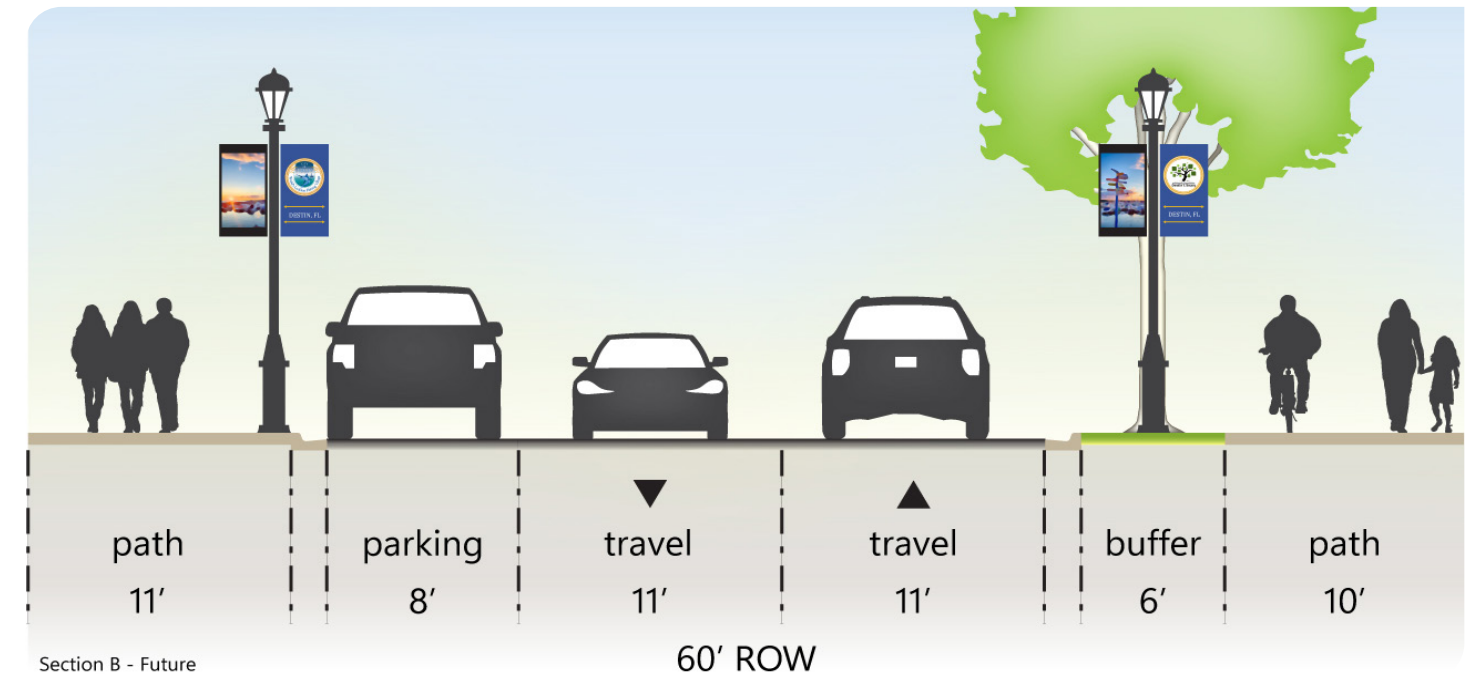 DESTIN, FL
DESTIN, FL
path
11′
parking
8′
travel
11′
travel
11′
buffer
6′
path
10′
60′ ROW
Section B - Future